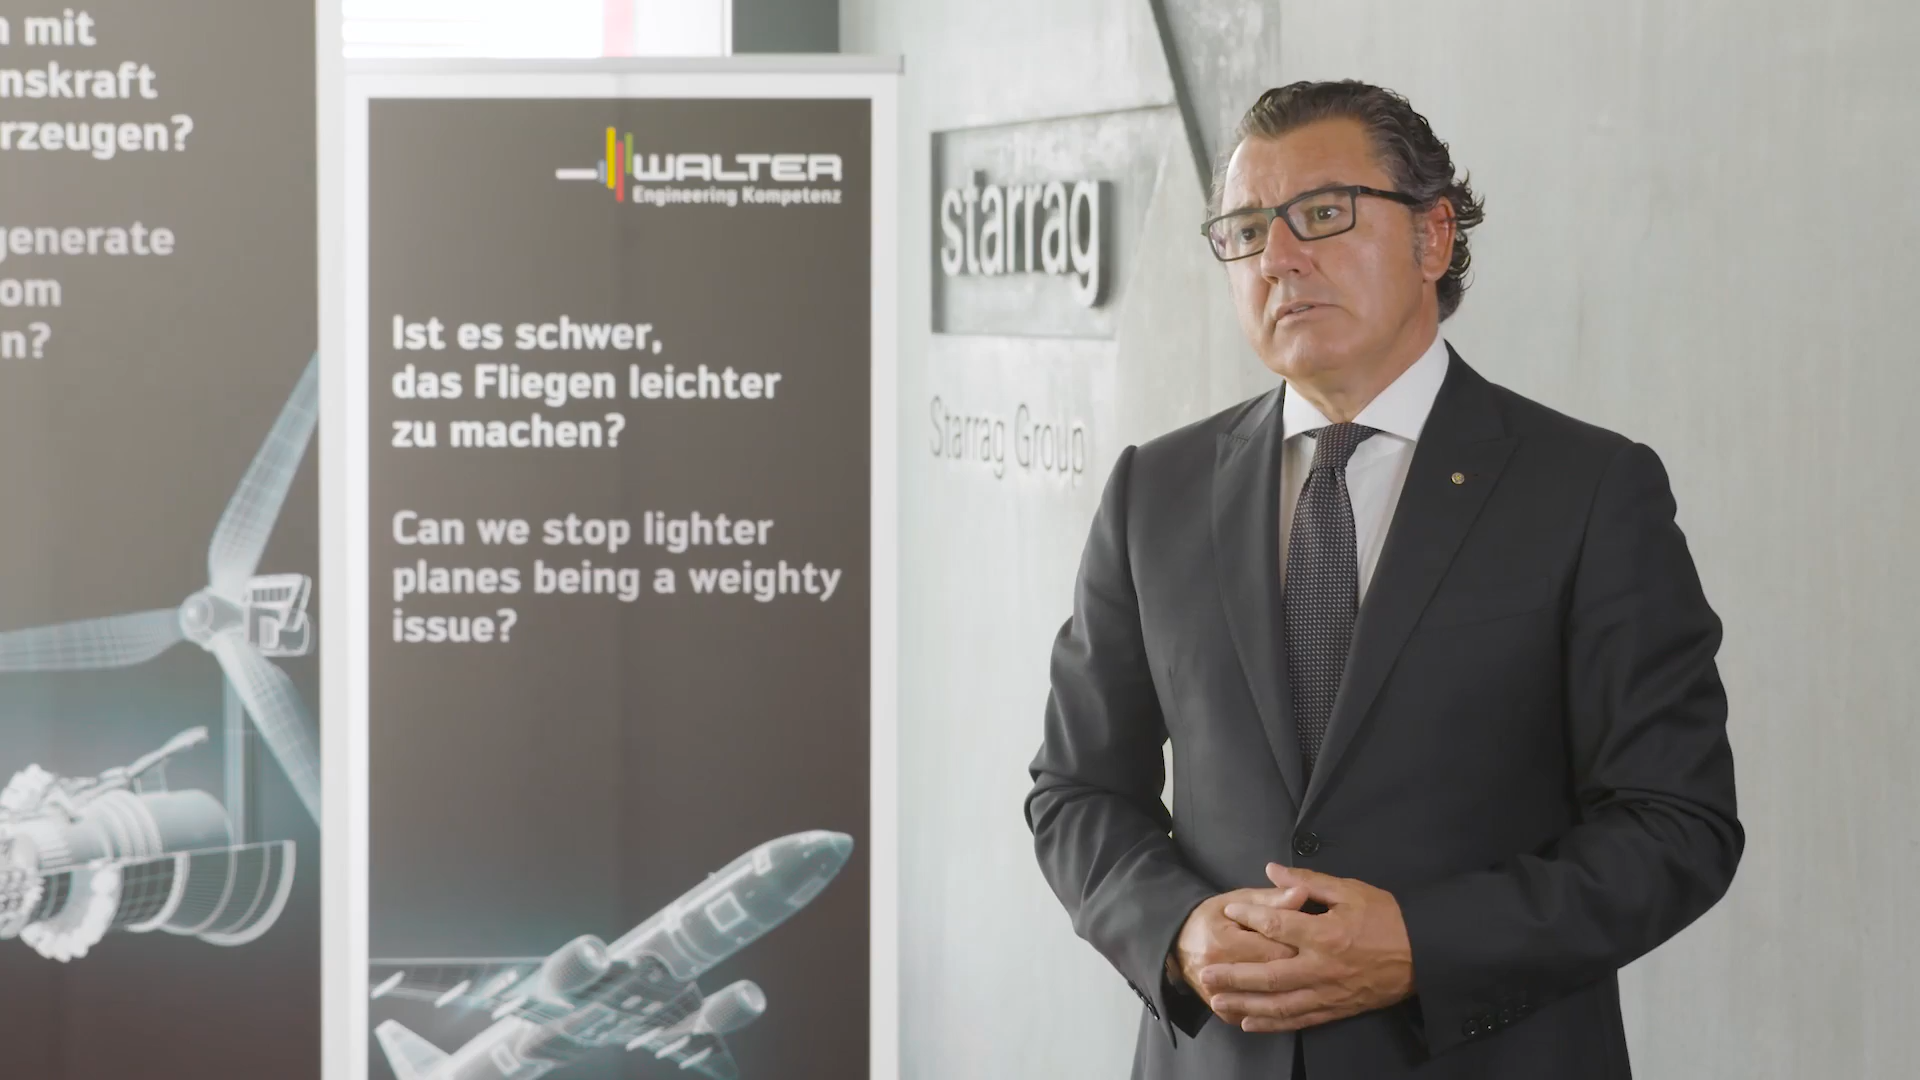 mit
nskraft
rzeugen?
generate
om
n?
WALTER
Engineering Kompetenz
Ist es schwer,
das Fliegen leichter
zu machen?
Can we stop lighter
planes being a weighty
issue?
starrag
Starrag Group